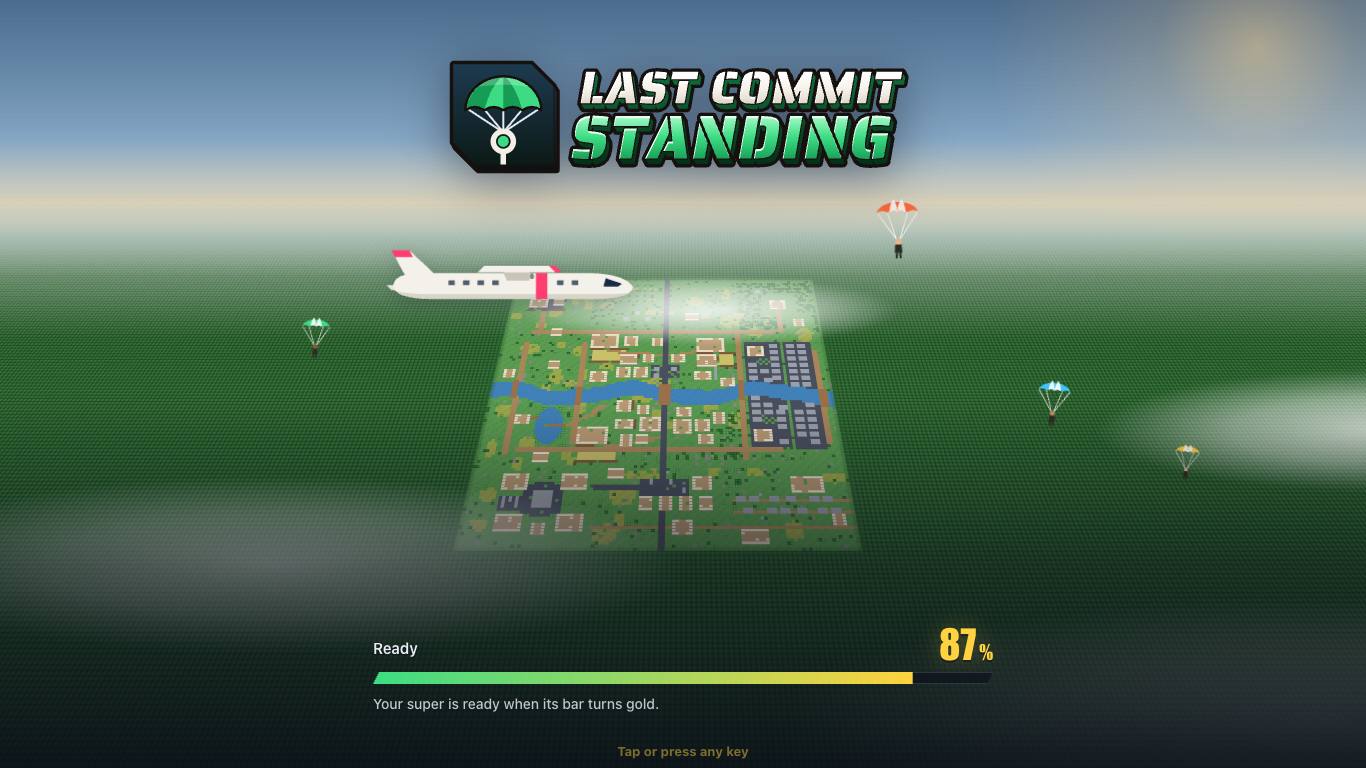 LAST COMMIT
STANDING
Ready
87%
Your super is ready when its bar turns gold.
Tap or press any key